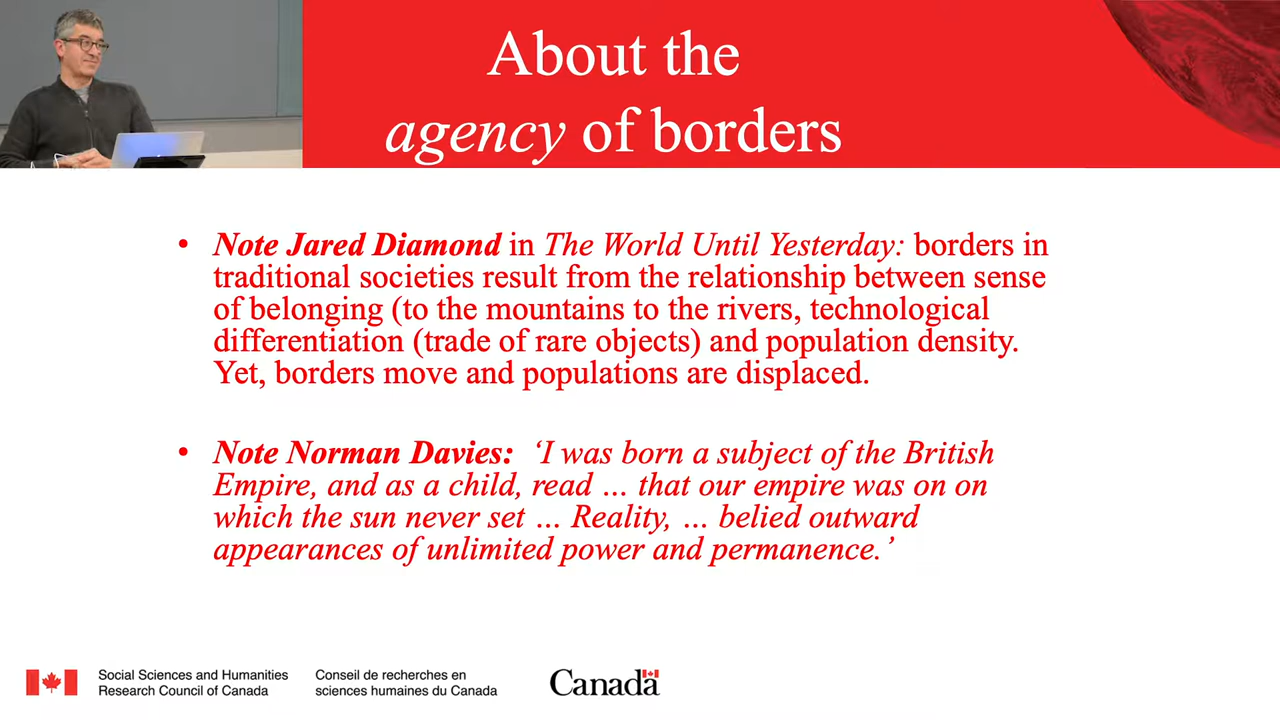 About the
agency of borders
• Note Jared Diamond in The World Until Yesterday: borders in
traditional societies result from the relationship between sense
of belonging (to the mountains to the rivers, technological
differentiation (trade of rare objects) and population density.
Yet, borders move and populations are displaced.
• Note Norman Davies: ‘I was born a subject of the British
Empire, and as a child, read … that our empire was on on
which the sun never set … Reality, … belied outward
appearances of unlimited power and permanence.’
Social Sciences and Humanities
Research Council of Canada
Conseil de recherches en
sciences humaines du Canada
Canada